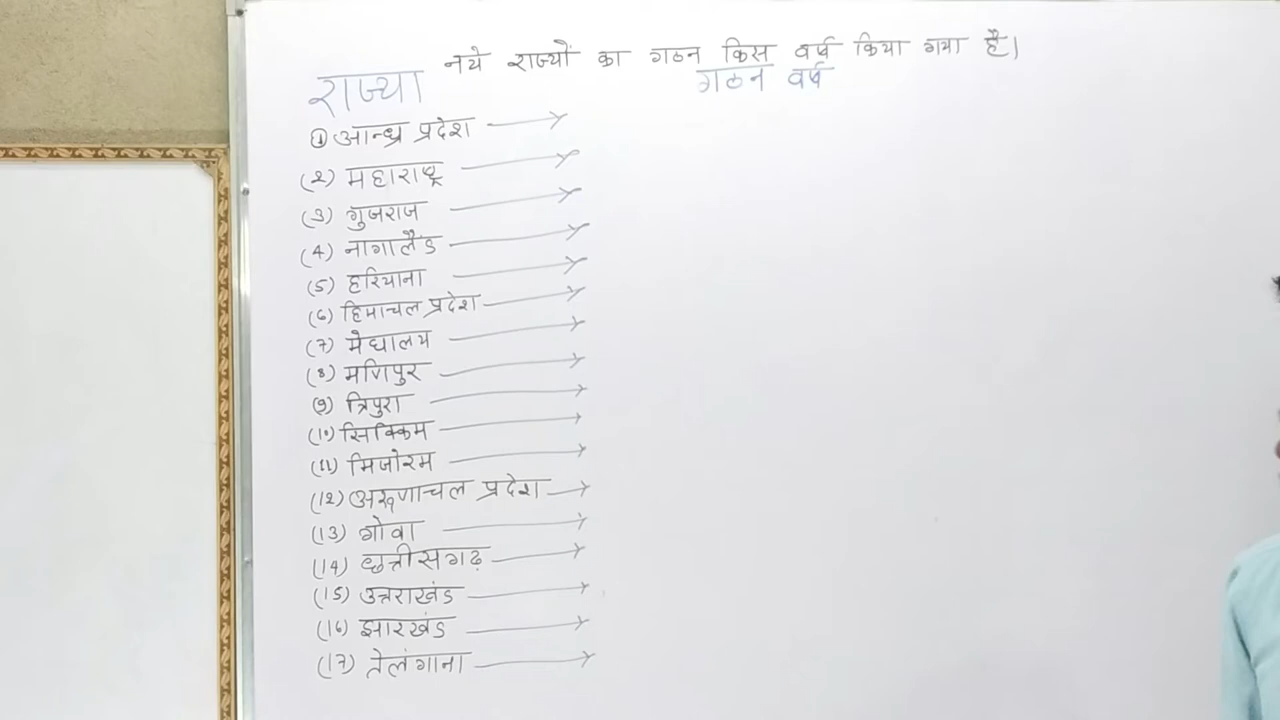 नये राज्यों का गठन किस वर्ष किया गया है।
राज्या गठन वर्ष
(1) आन्ध्र प्रदेश →
(2) महाराष्ट्र →
(3) गुजराज →
(4) नागालैंड →
(5) हरियाना →
(6) हिमाचल प्रदेश →
(7) मेघालय →
(8) मणिपुर →
(9) त्रिपुरा →
(10) सिक्किम →
(11) मिजोरम →
(12) अरूणाचल प्रदेश →
(13) गोवा →
(14) छत्तीसगढ़ →
(15) उत्तराखंड →
(16) झारखंड →
(17) तेलंगाना →